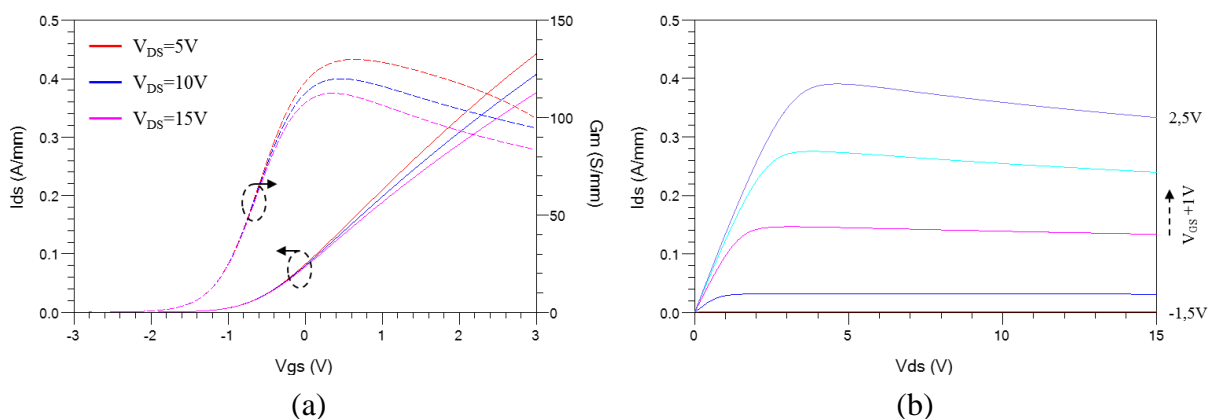 0.5
0.4
0.3
0.2
0.1
0.0
Ids (A/mm)
V_DS=5V
V_DS=10V
V_DS=15V
150
100
50
0
Gm (S/mm)
-3
-2
-1
0
1
2
3
Vgs (V)
(a)
0.5
0.4
0.3
0.2
0.1
0.0
Ids (A/mm)
0
5
10
15
Vds (V)
2,5V
V_GS +1V
-1,5V
(b)